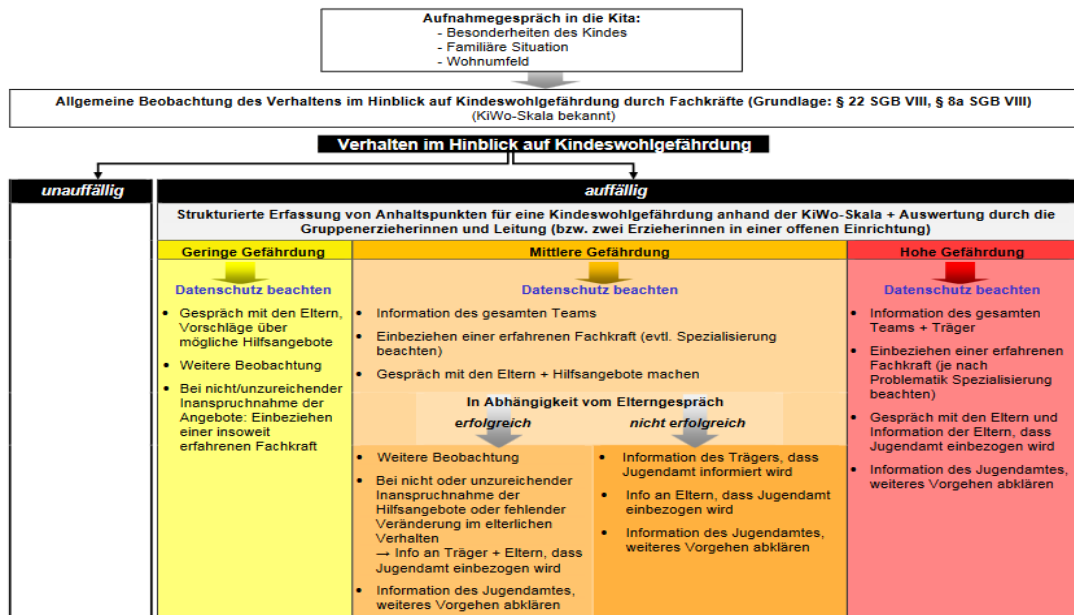 Aufnahmegespräch in die Kita:
- Besonderheiten des Kindes
- Familiäre Situation
- Wohnumfeld
Allgemeine Beobachtung des Verhaltens im Hinblick auf Kindeswohlgefährdung durch Fachkräfte (Grundlage: § 22 SGB VIII, § 8a SGB VIII)
(KiWo-Skala bekannt)
Verhalten im Hinblick auf Kindeswohlgefährdung
unauffällig
auffällig
Strukturierte Erfassung von Anhaltspunkten für eine Kindeswohlgefährdung anhand der KiWo-Skala + Auswertung durch die
Gruppenerzieherinnen und Leitung (bzw. zwei Erzieherinnen in einer offenen Einrichtung)
Geringe Gefährdung
Datenschutz beachten
• Gespräch mit den Eltern,
Vorschläge über
mögliche Hilfsangebote
• Weitere Beobachtung
• Bei nicht/unzureichender
Inanspruchnahme der
Angebote: Einbeziehen
einer insoweit
erfahrenen Fachkraft
Mittlere Gefährdung
Datenschutz beachten
• Information des gesamten Teams
• Einbeziehen einer erfahrenen Fachkraft (evtl. Spezialisierung
beachten)
• Gespräch mit den Eltern + Hilfsangebote machen
In Abhängigkeit vom Elterngespräch
erfolgreich
nicht erfolgreich
• Weitere Beobachtung
• Bei nicht oder unzureichender
Inanspruchnahme der
Hilfsangebote oder fehlender
Veränderung im elterlichen
Verhalten
→ Info an Träger + Eltern, dass
Jugendamt einbezogen wird
• Information des Jugendamtes,
weiteres Vorgehen abklären
• Information des Trägers, dass
Jugendamt informiert wird
• Info an Eltern, dass Jugendamt
einbezogen wird
• Information des Jugendamtes,
weiteres Vorgehen abklären
Hohe Gefährdung
Datenschutz beachten
• Information des gesamten
Teams + Träger
• Einbeziehen einer erfahrenen
Fachkraft (je nach
Problematik Spezialisierung
beachten)
• Gespräch mit den Eltern und
Information der Eltern, dass
Jugendamt einbezogen wird
• Information des Jugendamtes,
weiteres Vorgehen abklären